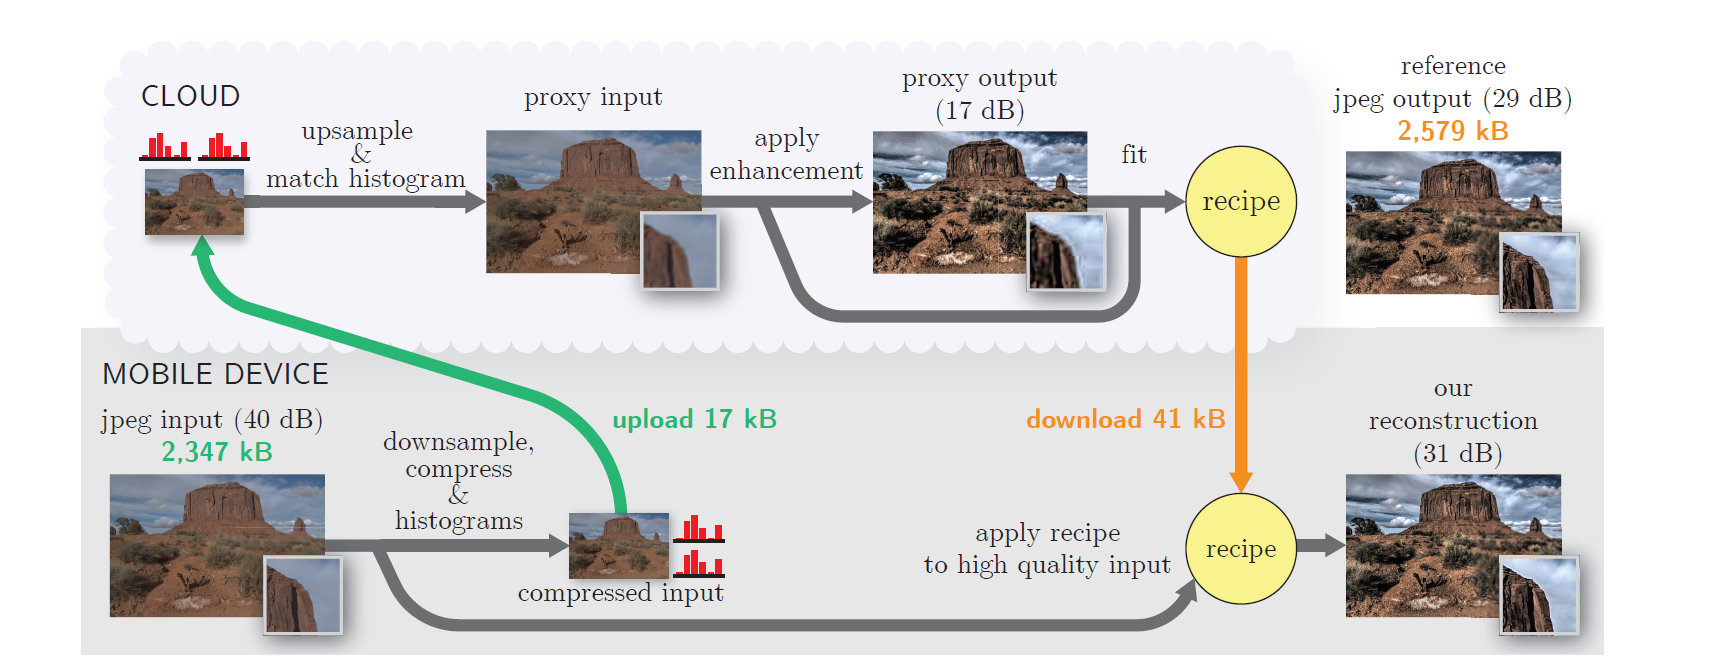 CLOUD
upsample
&
match histogram
proxy input
apply
enhancement
proxy output
(17 dB)
fit
recipe
reference
jpeg output (29 dB)
2,579 kB
MOBILE DEVICE
jpeg input (40 dB)
2,347 kB
downsample,
compress
&
histograms
upload 17 kB
compressed input
download 41 kB
apply recipe
to high quality input
recipe
our
reconstruction
(31 dB)